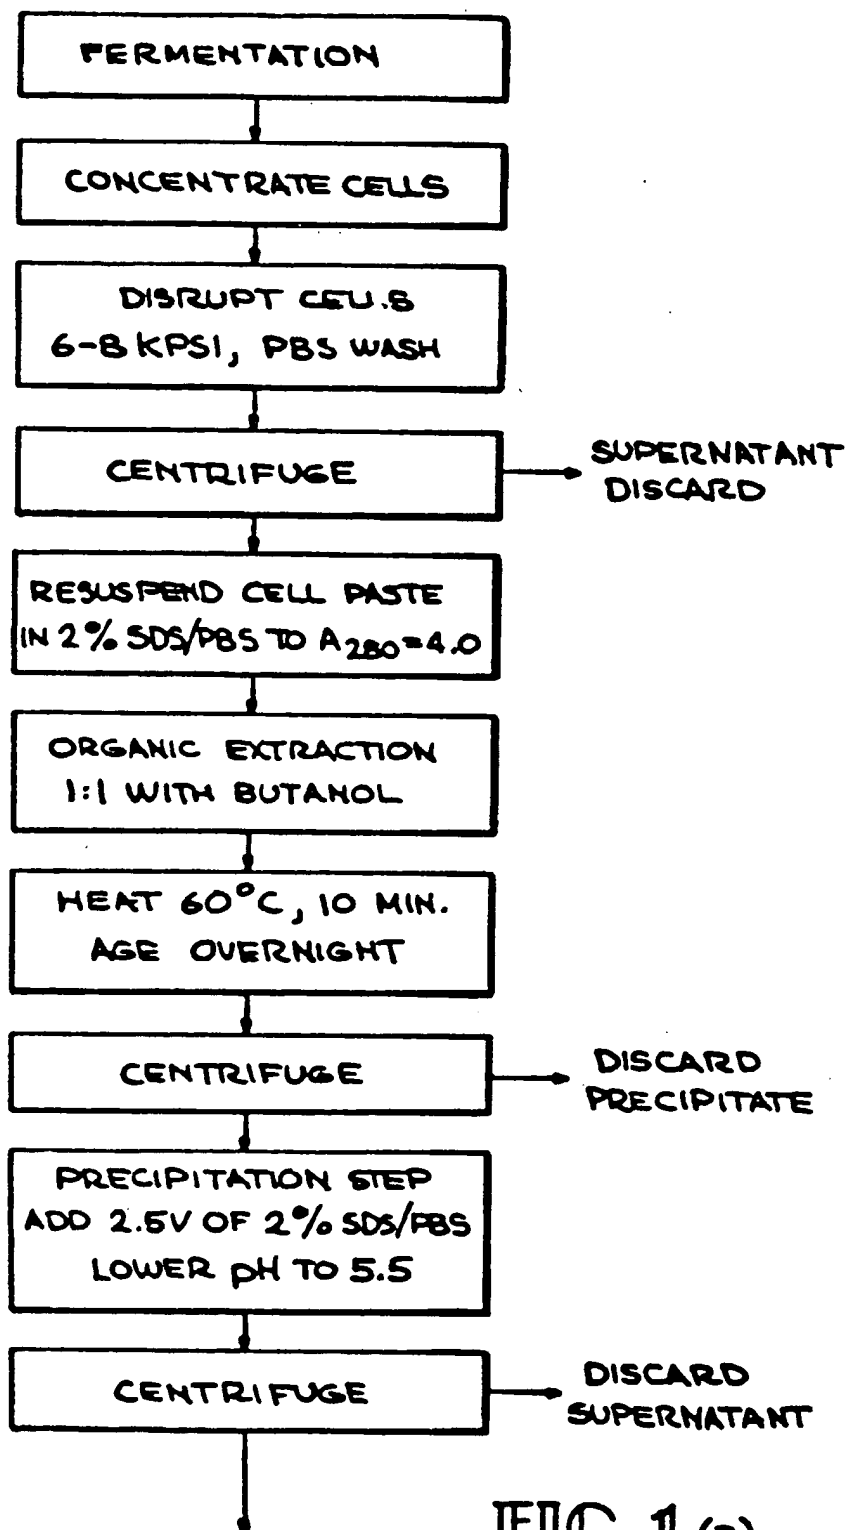 FERMENTATION
CONCENTRATE CELLS
DISRUPT CELLS
6-8 KPSI, PBS WASH
CENTRIFUGE
SUPERNATANT
DISCARD
RESUSPEND CELL PASTE
IN 2% SDS/PBS TO A280=4.0
ORGANIC EXTRACTION
1:1 WITH BUTANOL
HEAT 60°C, 10 MIN.
AGE OVERNIGHT
CENTRIFUGE
DISCARD
PRECIPITATE
PRECIPITATION STEP
ADD 2.5V OF 2% SDS/PBS
LOWER pH TO 5.5
CENTRIFUGE
DISCARD
SUPERNATANT
FIG. 1(a)